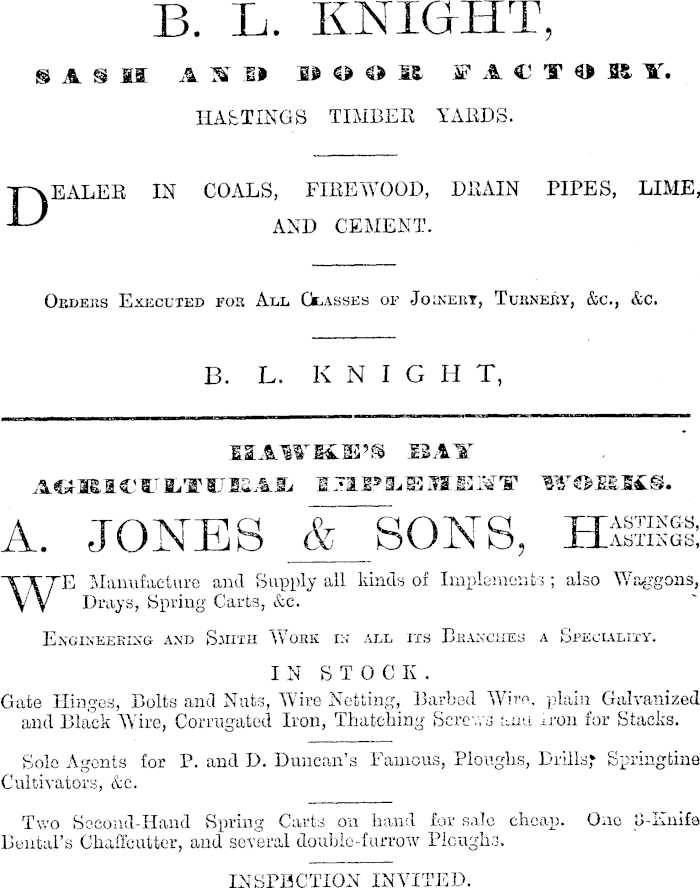 B. L. KNIGHT,
SASH AND DOOR FACTORY.
HASTINGS TIMBER YARDS.
DEALER IN COALS, FIREWOOD, DRAIN PIPES, LIME,
AND CEMENT.
ORDERS EXECUTED FOR ALL CLASSES OF JOINERY, TURNERY, &C., &C.
B. L. KNIGHT,
HAWKE'S BAY
AGRICULTURAL IMPLEMENT WORKS.
A. JONES & SONS, HASTINGS,
HASTINGS,
WE Manufacture and Supply all kinds of Implements; also Waggons,
Drays, Spring Carts, &c.
ENGINEERING AND SMITH WORK IN ALL ITS BRANCHES A SPECIALITY.
IN STOCK.
Gate Hinges, Bolts and Nuts, Wire Netting, Barbed Wire, plain Galvanized
and Black Wire, Corrugated Iron, Thatching Screws and Iron for Stacks.
Sole Agents for P. and D. Duncan's Famous, Ploughs, Drills, Springtine
Cultivators, &c.
Two Second-Hand Spring Carts on hand for sale cheap. One 3-Knife
Bental's Chaffcutter, and several double-furrow Ploughs.
INSPECTION INVITED.